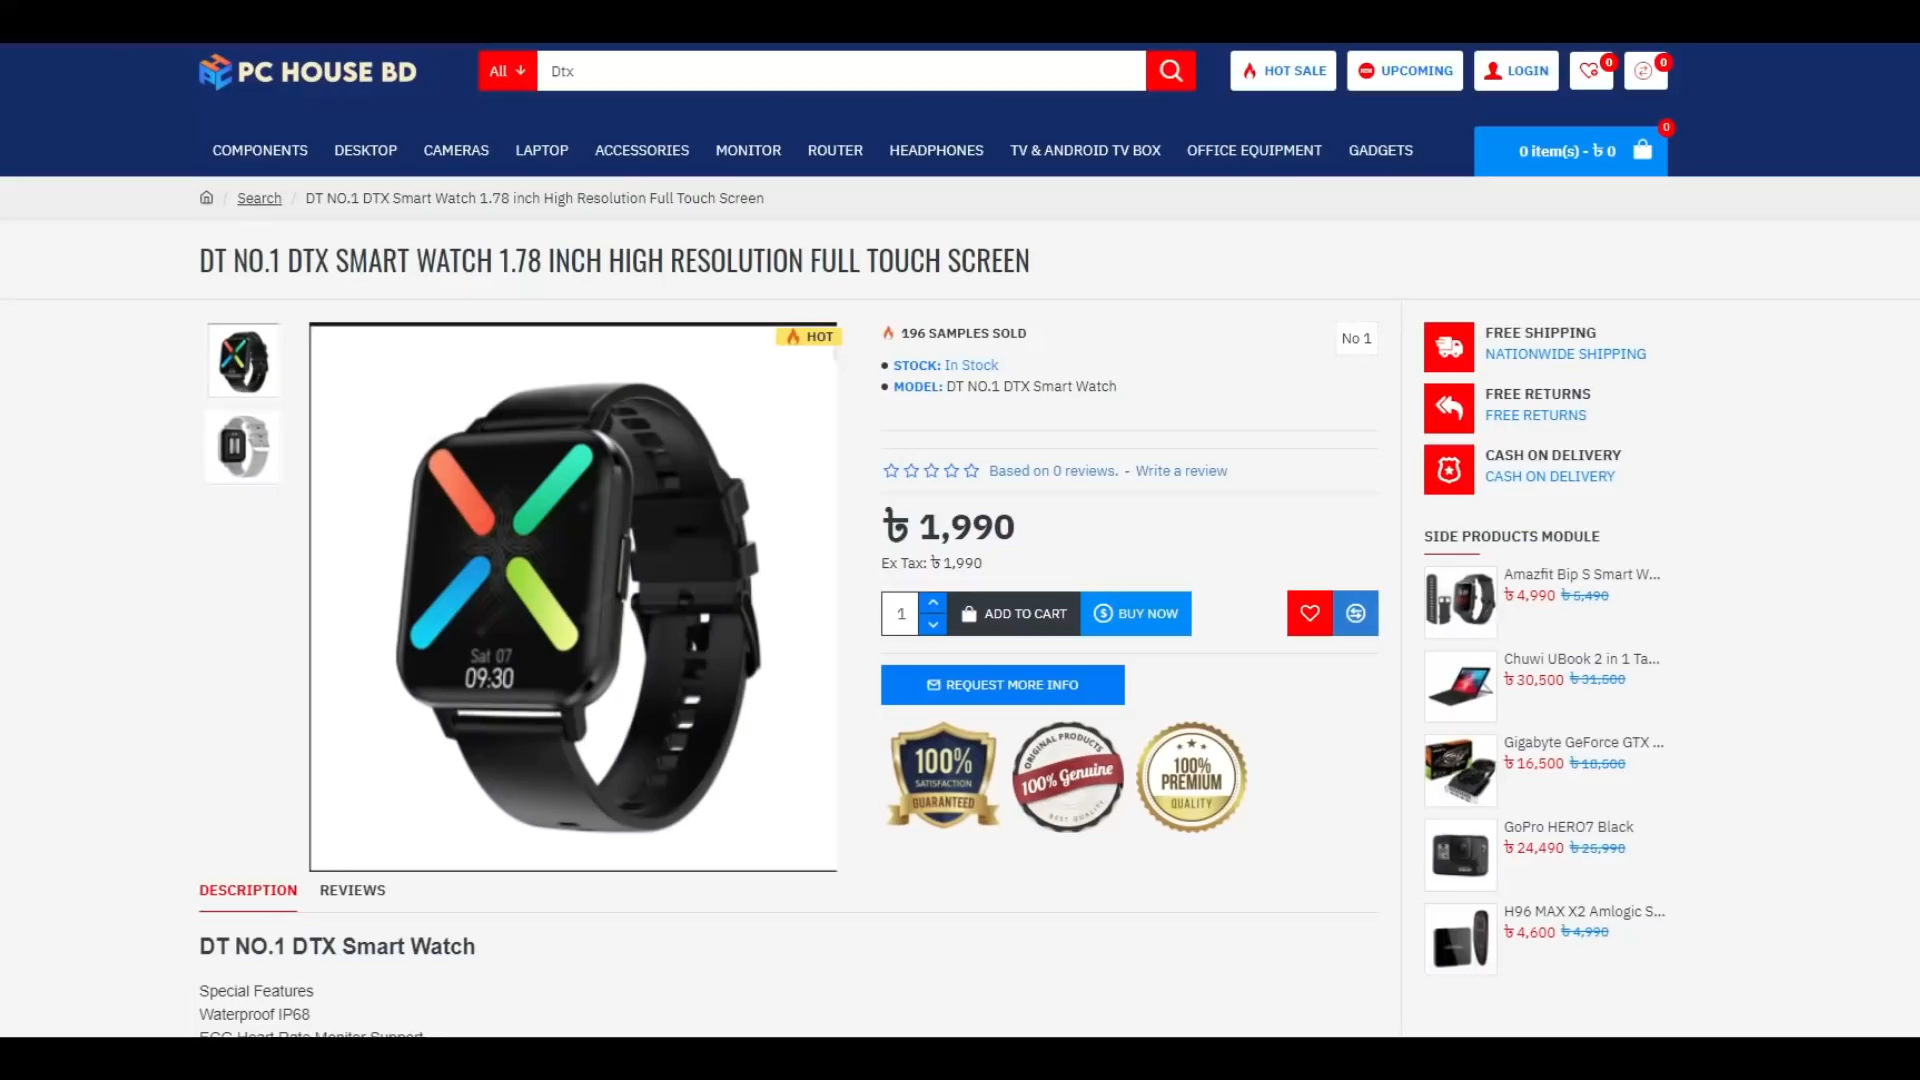 PC HOUSE BD
All
Dtx
HOT SALE
NEW UPCOMING
LOGIN
0
0
COMPONENTS DESKTOP CAMERAS LAPTOP ACCESSORIES MONITOR ROUTER HEADPHONES TV & ANDROID TV BOX OFFICE EQUIPMENT GADGETS
0 item(s) - ৳ 0
0
/ Search / DT NO.1 DTX Smart Watch 1.78 inch High Resolution Full Touch Screen
DT NO.1 DTX SMART WATCH 1.78 INCH HIGH RESOLUTION FULL TOUCH SCREEN
HOT
Sat 07
09:30
196 SAMPLES SOLD
No 1
STOCK: In Stock
MODEL: DT NO.1 DTX Smart Watch
Based on 0 reviews. - Write a review
৳ 1,990
Ex Tax: ৳ 1,990
1
ADD TO CART
BUY NOW
REQUEST MORE INFO
100%
SATISFACTION
GUARANTEED
ORIGINAL PRODUCTS
100% Genuine
BEST QUALITY
100%
PREMIUM
QUALITY
FREE SHIPPING
NATIONWIDE SHIPPING
FREE RETURNS
FREE RETURNS
CASH ON DELIVERY
CASH ON DELIVERY
SIDE PRODUCTS MODULE
Amazfit Bip S Smart W...
৳ 4,990 ৳ 5,490
Chuwi UBook 2 in 1 Ta...
৳ 30,500 ৳ 31,500
Gigabyte GeForce GTX ...
৳ 16,500 ৳ 18,500
GoPro HERO7 Black
৳ 24,490 ৳ 25,990
H96 MAX X2 Amlogic S...
৳ 4,600 ৳ 4,990
DESCRIPTION REVIEWS
DT NO.1 DTX Smart Watch
Special Features
Waterproof IP68
ECG Heart Rate Monitor Support